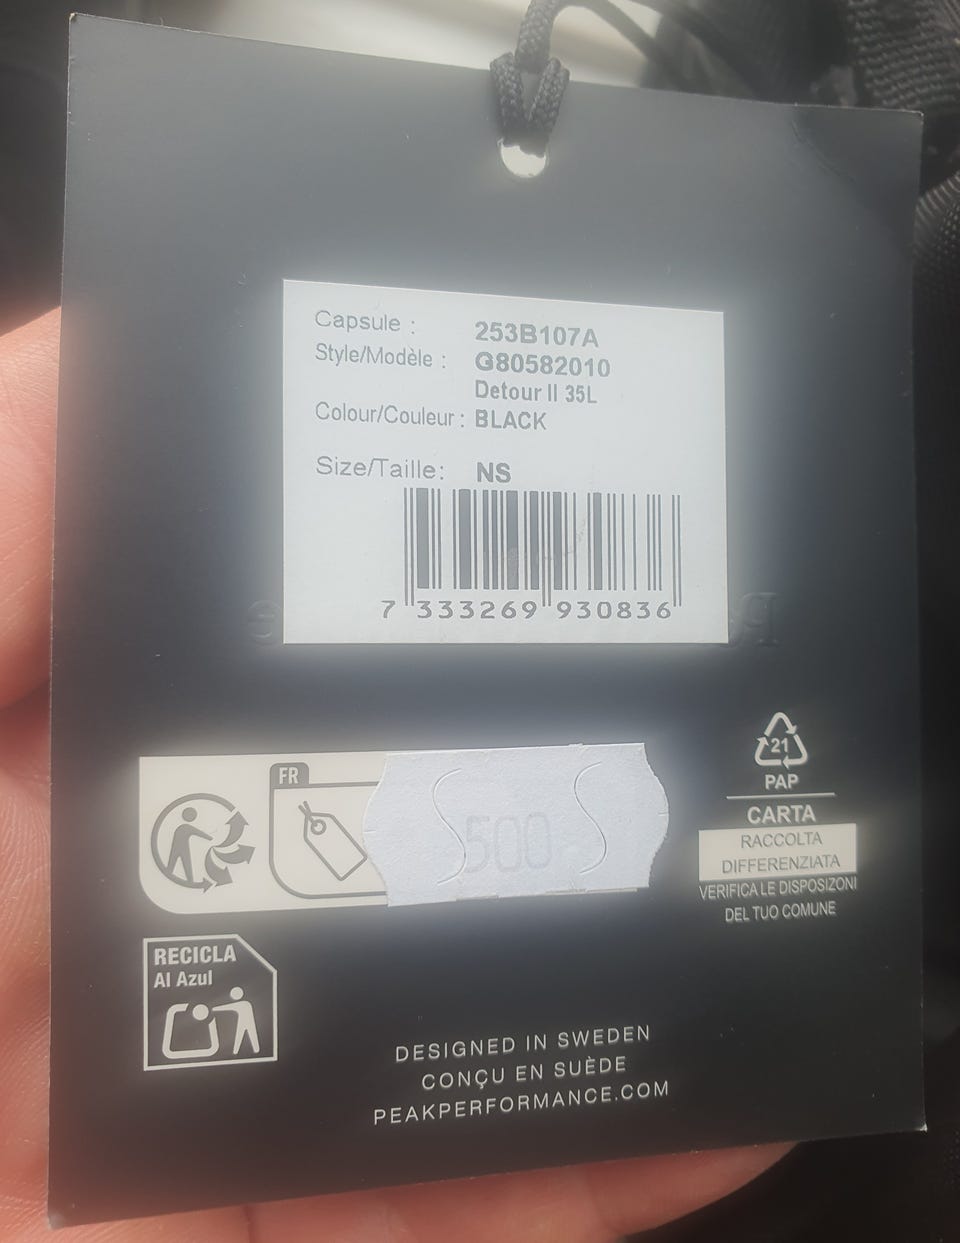 Capsule : 253B107A
Style/Modèle : G80582010
Detour II 35L
Colour/Couleur : BLACK
Size/Taille: NS
7 333269 930836
FR
500
21
PAP
CARTA
RACCOLTA
DIFFERENZIATA
VERIFICA LE DISPOSIZONI
DEL TUO COMUNE
RECICLA
Al Azul
DESIGNED IN SWEDEN
CONÇU EN SUÈDE
PEAKPERFORMANCE.COM